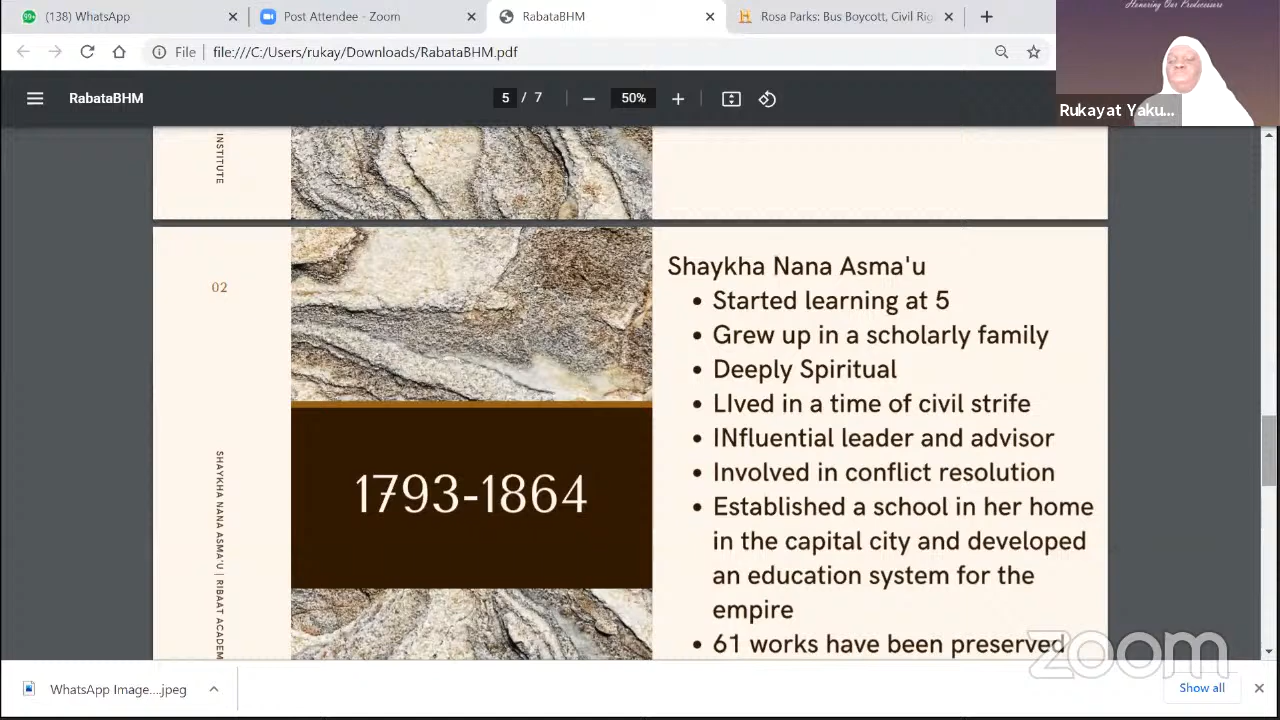 (138) WhatsApp
Post Attendee - Zoom
RabataBHM
Rosa Parks: Bus Boycott, Civil Rig
Honoring Our Predecessors
File
file:///C:/Users/rukay/Downloads/RabataBHM.pdf
RabataBHM
5 / 7
50%
Rukayat Yaku...
INSTITUTE
02
SHAYKHA NANA ASMA'U | RIBAAT ACADEM
1793-1864
Shaykha Nana Asma'u
• Started learning at 5
• Grew up in a scholarly family
• Deeply Spiritual
• LIved in a time of civil strife
• INfluential leader and advisor
• Involved in conflict resolution
• Established a school in her home
in the capital city and developed
an education system for the
empire
• 61 works have been preserved
zoom
WhatsApp Image....jpeg
Show all